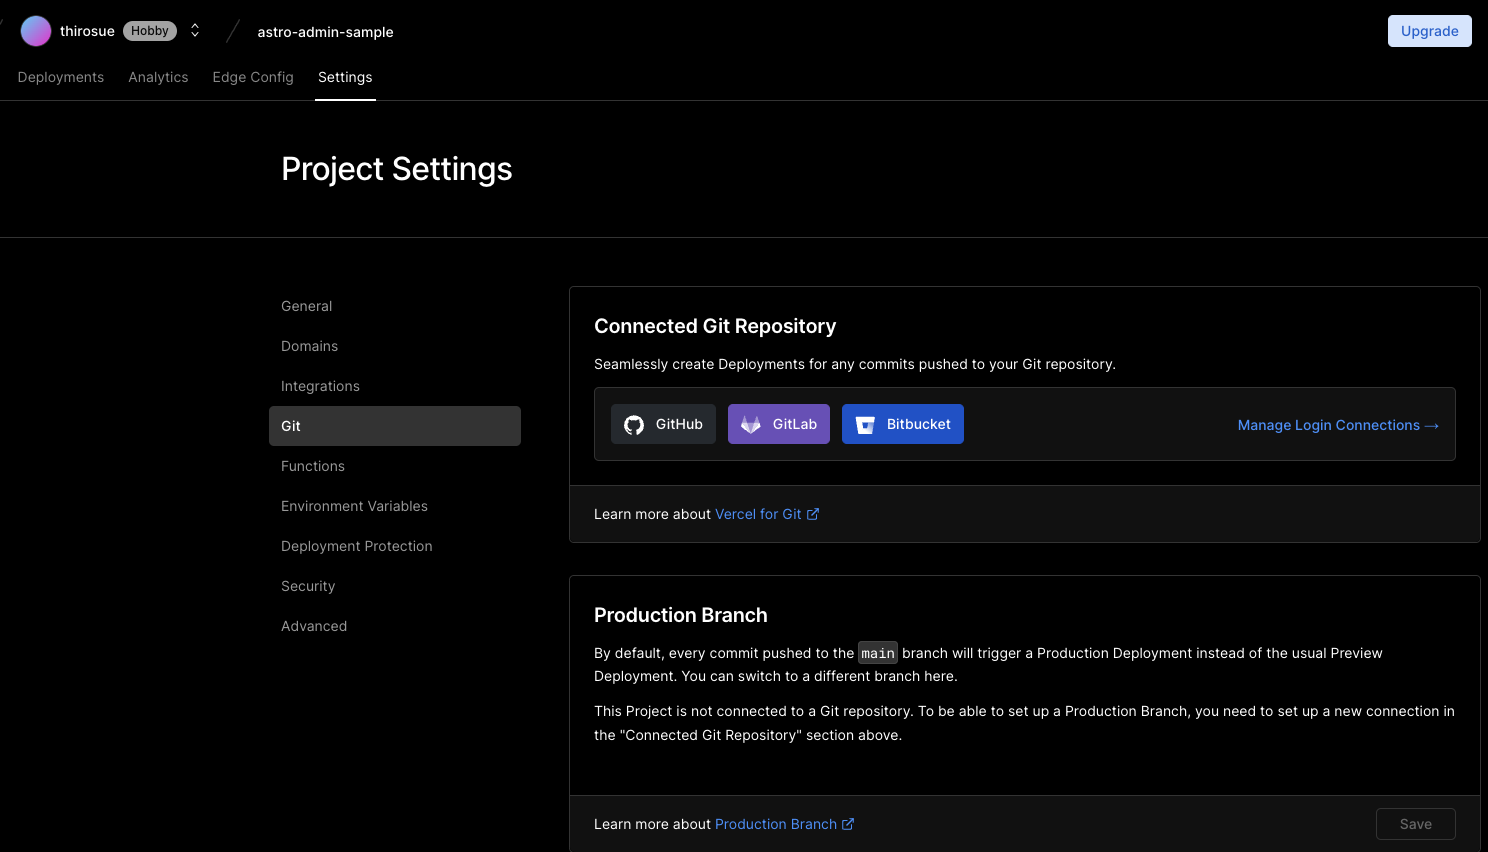 thirosue Hobby astro-admin-sample Upgrade
Deployments Analytics Edge Config Settings
Project Settings
General
Domains
Integrations
Git
Functions
Environment Variables
Deployment Protection
Security
Advanced
Connected Git Repository
Seamlessly create Deployments for any commits pushed to your Git repository.
GitHub GitLab Bitbucket Manage Login Connections →
Learn more about Vercel for Git
Production Branch
By default, every commit pushed to the main branch will trigger a Production Deployment instead of the usual Preview
Deployment. You can switch to a different branch here.
This Project is not connected to a Git repository. To be able to set up a Production Branch, you need to set up a new connection in
the "Connected Git Repository" section above.
Learn more about Production Branch Save